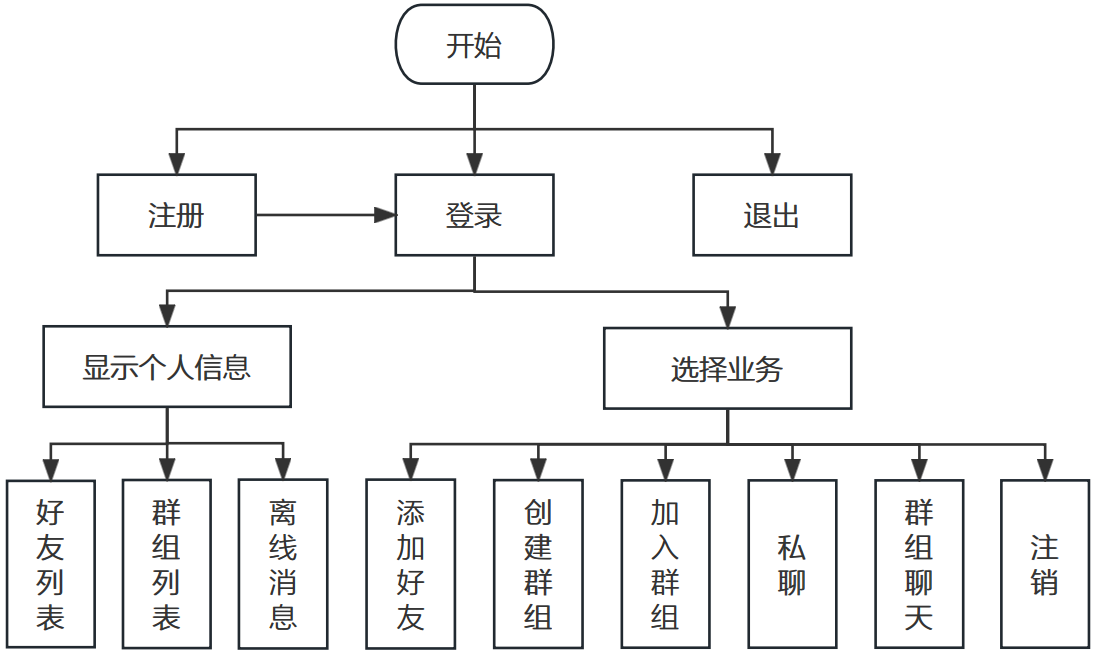 开始
注册
登录
退出
显示个人信息
选择业务
好友列表
群组列表
离线消息
添加好友
创建群组
加入群组
私聊
群组聊天
注销